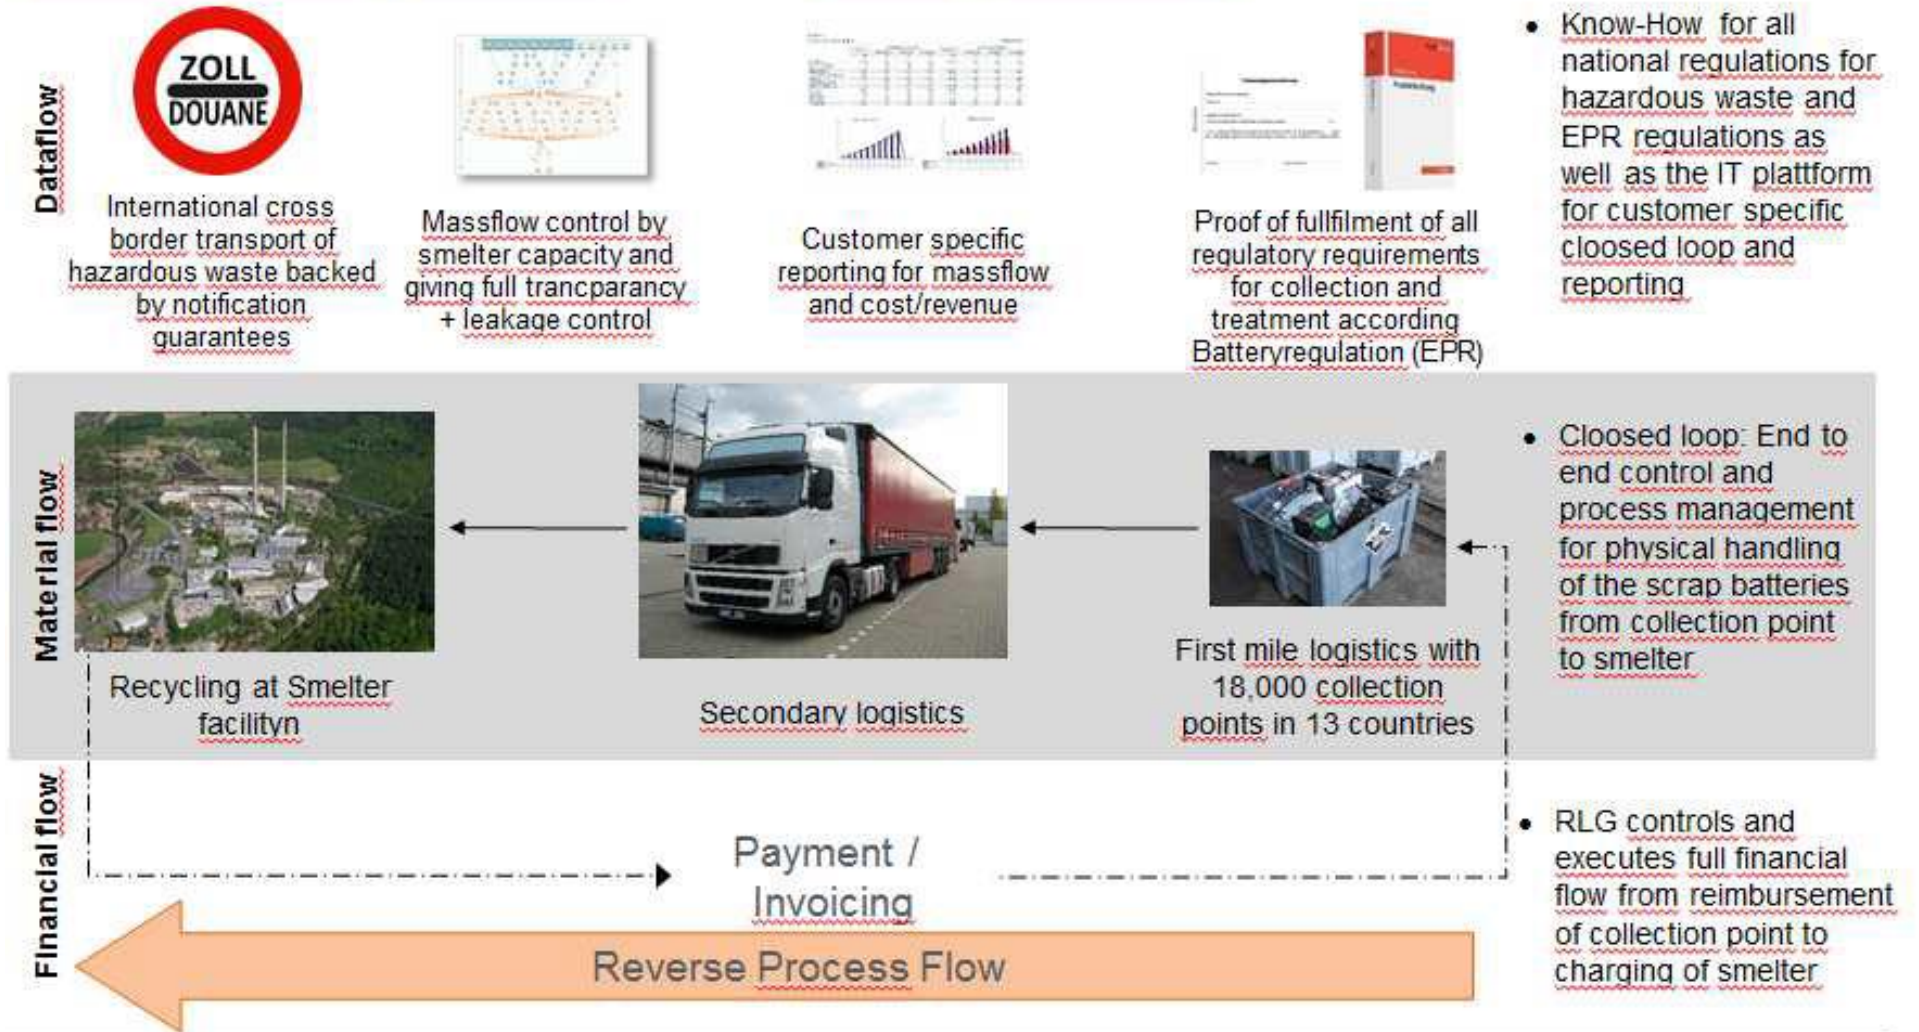 Dataflow
ZOLL
DOUANE
International cross
border transport of
hazardous waste backed
by notification
guarantees
Massflow control by
smelter capacity and
giving full trancparancy
+ leakage control
Customer specific
reporting for massflow
and cost/revenue
Proof of fullfilment of all
regulatory requirements
for collection and
treatment according
Batteryregulation (EPR)
• Know-How for all
national regulations for
hazardous waste and
EPR regulations as
well as the IT plattform
for customer specific
cloosed loop and
reporting
Material flow
Recycling at Smelter
facilityn
Secondary logistics
First mile logistics with
18,000 collection
points in 13 countries
• Cloosed loop: End to
end control and
process management
for physical handling
of the scrap batteries
from collection point
to smelter
Financial flow
Payment /
Invoicing
Reverse Process Flow
• RLG controls and
executes full financial
flow from reimbursement
of collection point to
charging of smelter